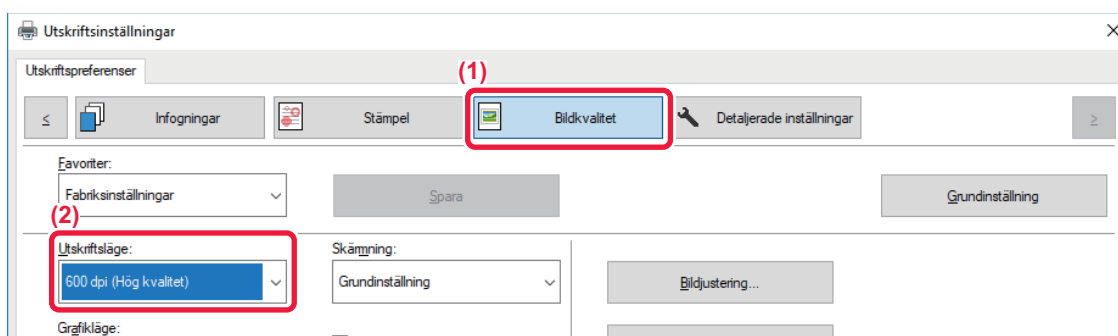 Utskriftsinställningar
Utskriftspreferenser
(1)
<
Infogningar
Stämpel
Bildkvalitet
Detaljerade inställningar
>
Favoriter:
Fabriksinställningar
Spara
Grundinställning
(2)
Utskriftsläge:
Skärmning:
600 dpi (Hög kvalitet)
Grundinställning
Bildjustering...
Grafikläge: